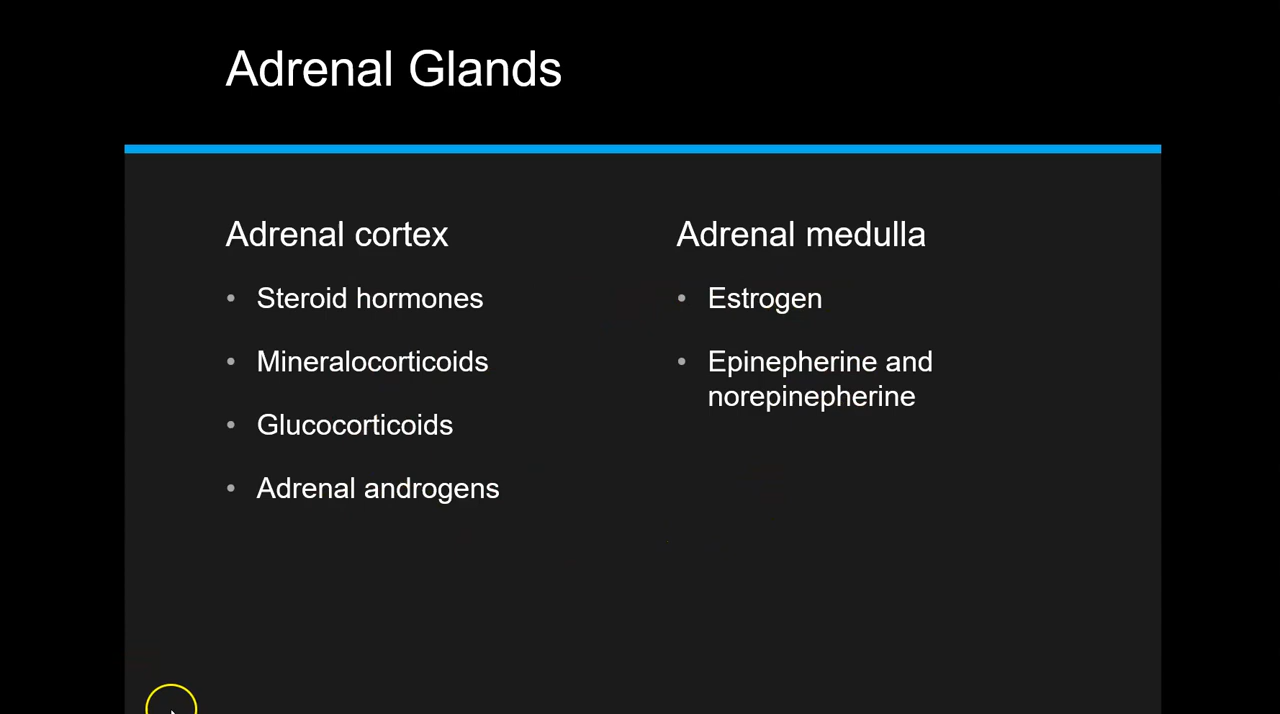 Adrenal Glands
Adrenal cortex
• Steroid hormones
• Mineralocorticoids
• Glucocorticoids
• Adrenal androgens
Adrenal medulla
• Estrogen
• Epinepherine and
norepinepherine